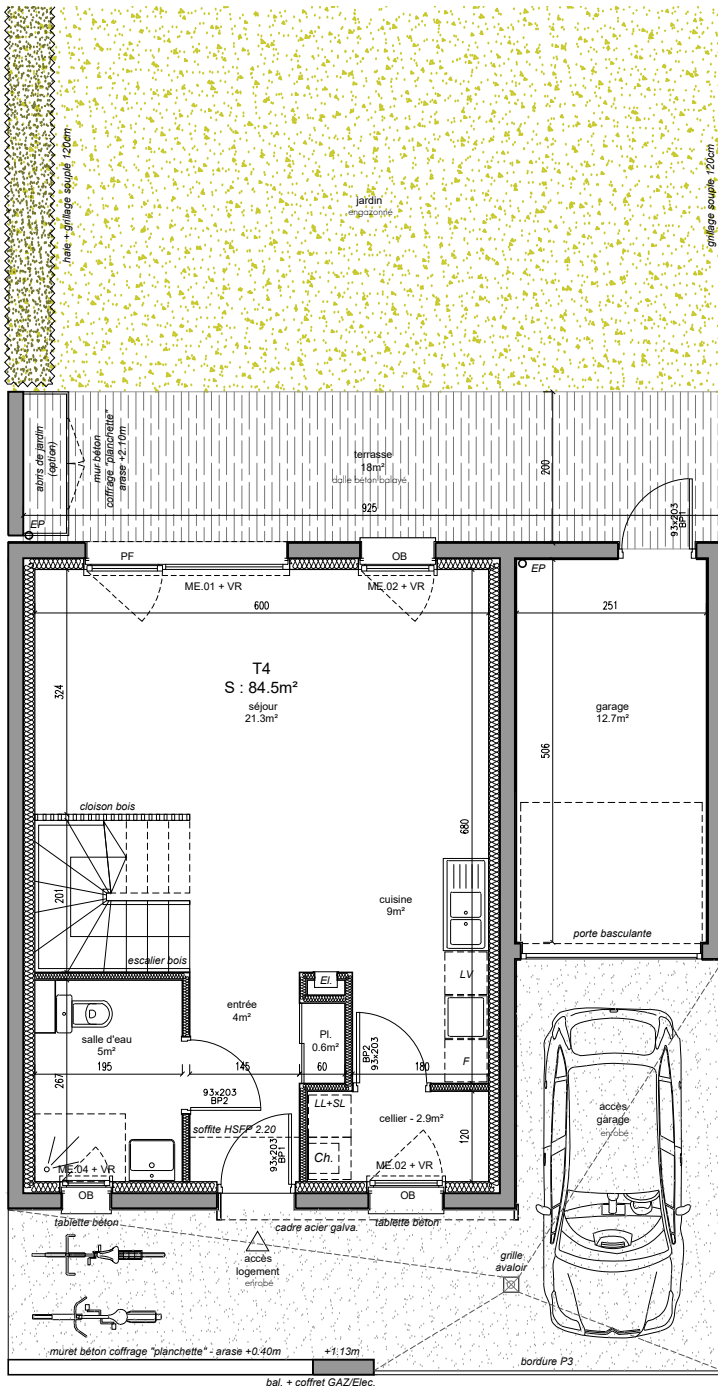 haie + grillage souple 120cm
jardin
engazonné
grillage souple 120cm
abris de jardin
(option)
mur béton
coffrage "planchette"
arase +2.10m
terrasse
18m²
dalle béton balayé
200
925
EP
93x203
BP1
PF
OB
EP
ME.01 + VR
ME.02 + VR
600
251
T4
S : 84.5m²
séjour
21.3m²
324
garage
12.7m²
506
cloison bois
680
201
cuisine
9m²
porte basculante
escalier bois
LV
El.
entrée
4m²
salle d'eau
5m²
Pl.
0.6m²
BP2
93x203
F
195
145
60
180
267
93x203
BP2
LL+SL
cellier - 2.9m²
120
accès
garage
enrobé
soffite HSFP 2.20
93x203
BP1
Ch.
ME.04 + VR
ME.02 + VR
OB
OB
tablette béton
cadre acier galva.
tablette béton
accès
logement
enrobé
grille
avaloir
muret béton coffrage "planchette" - arase +0.40m
+1.13m
bordure P3
bal. + coffret GAZ/Elec.